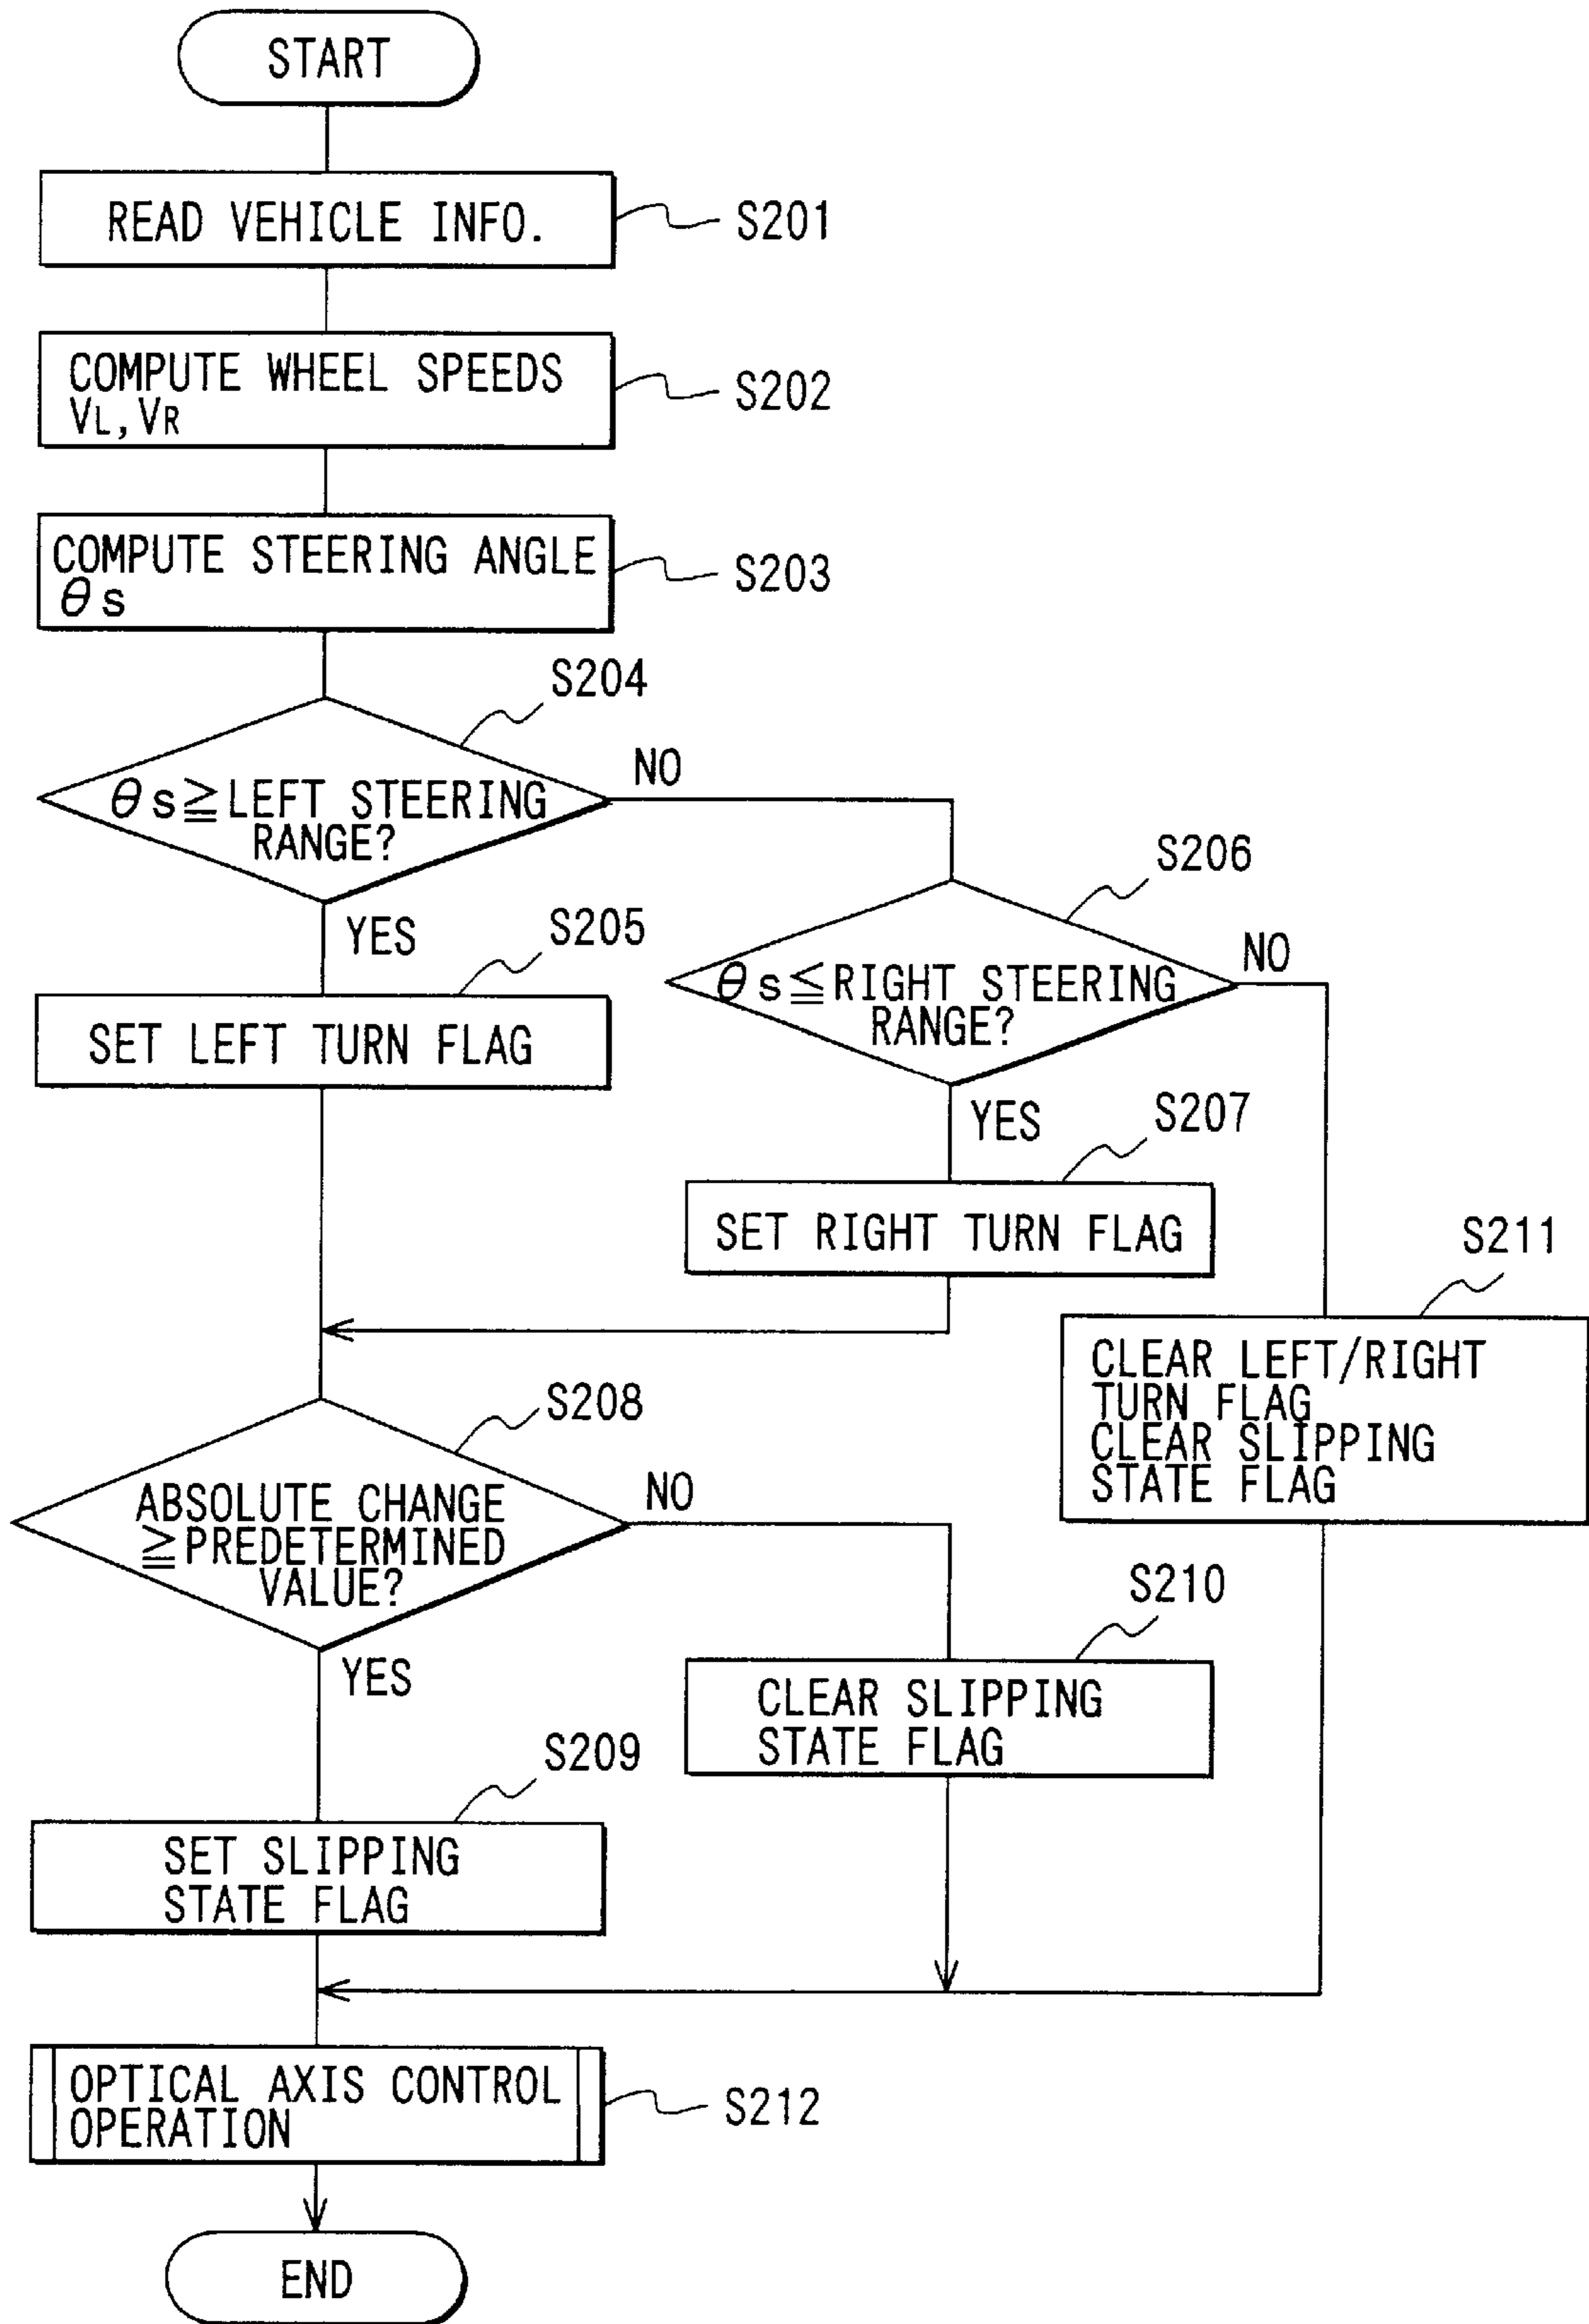 START
READ VEHICLE INFO.
S201
COMPUTE WHEEL SPEEDS
VL, VR
S202
COMPUTE STEERING ANGLE
θs
S203
S204
θs≧LEFT STEERING
RANGE?
NO
YES
S205
SET LEFT TURN FLAG
S206
θs≦RIGHT STEERING
RANGE?
NO
YES
S207
SET RIGHT TURN FLAG
S211
CLEAR LEFT/RIGHT
TURN FLAG
CLEAR SLIPPING
STATE FLAG
S208
ABSOLUTE CHANGE
≧PREDETERMINED
VALUE?
NO
YES
S210
CLEAR SLIPPING
STATE FLAG
S209
SET SLIPPING
STATE FLAG
OPTICAL AXIS CONTROL
OPERATION
S212
END